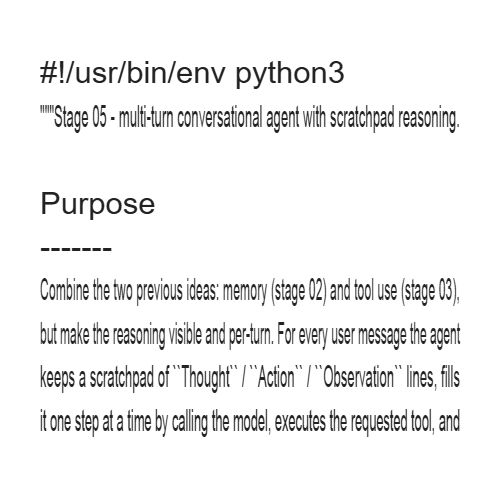 #!/usr/bin/env python3
"""Stage 05 - multi-turn conversational agent with scratchpad reasoning.
Purpose
-------
Combine the two previous ideas: memory (stage 02) and tool use (stage 03),
but make the reasoning visible and per-turn. For every user message the agent
keeps a scratchpad of ``Thought`` / ``Action`` / ``Observation`` lines, fills
it one step at a time by calling the model, executes the requested tool, and